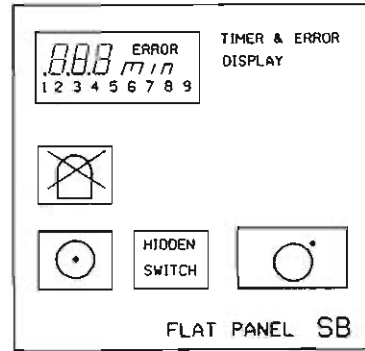 ERROR
.888 min
1 2 3 4 5 6 7 8 9
TIMER & ERROR
DISPLAY
HIDDEN
SWITCH
FLAT PANEL SB